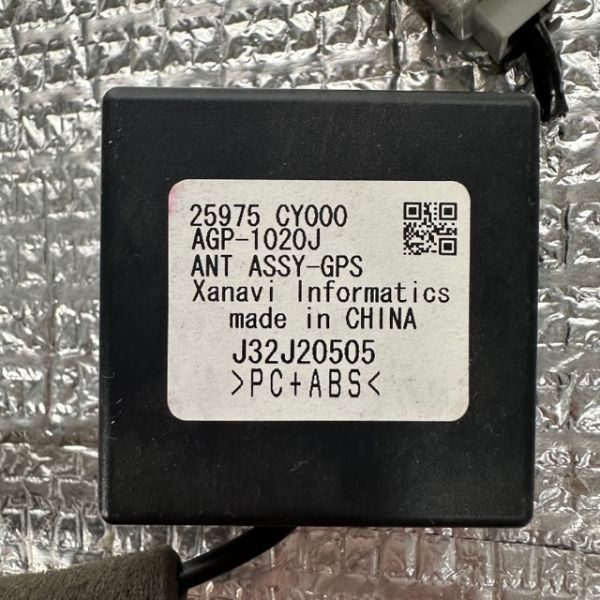 25975 CY000
AGP-1020J
ANT ASSY-GPS
Xanavi Informatics
made in CHINA
J32J20505
>PC+ABS<